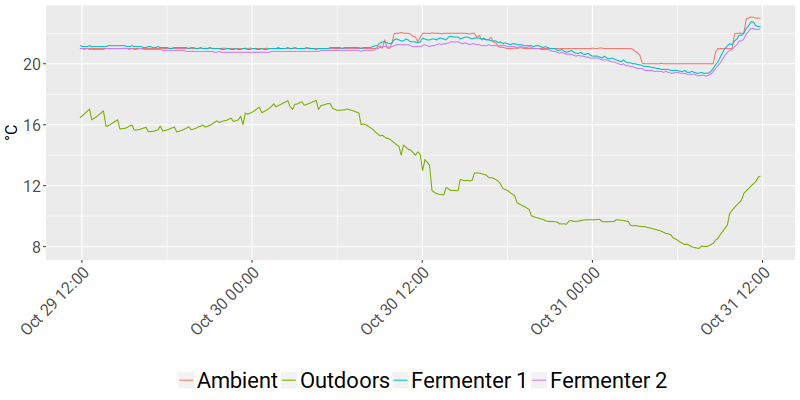 °C
20
16
12
8
Oct 29 12:00
Oct 30 00:00
Oct 30 12:00
Oct 31 00:00
Oct 31 12:00
Ambient Outdoors Fermenter 1 Fermenter 2